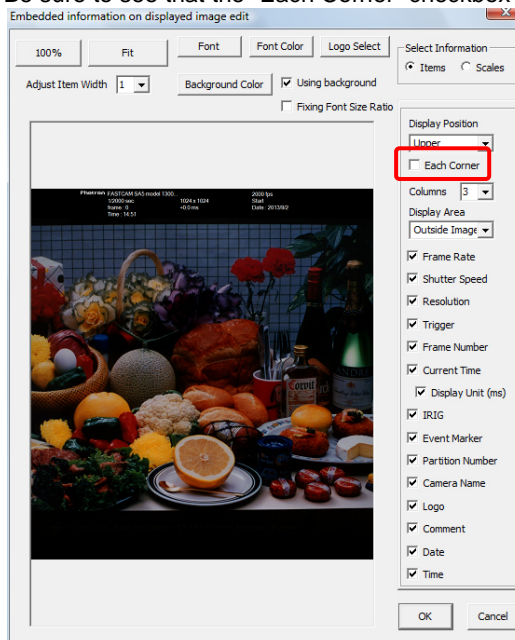 Be sure to see that the "Each Corner" checkbox
Embedded information on displayed image edit
100%
Fit
Font
Font Color
Logo Select
Adjust Item Width
1
Background Color
Using background
Fixing Font Size Ratio
Select Information
Items
Scales
Display Position
Upper
Each Corner
Columns
3
Display Area
Outside Image
Frame Rate
Shutter Speed
Resolution
Trigger
Frame Number
Current Time
Display Unit (ms)
IRIG
Event Marker
Partition Number
Camera Name
Logo
Comment
Date
Time
Photron FASTCAM SA5 model 1300... 2000 fps
1/2000 sec 1024 x 1024 Start
frame : 0 +0.0 ms Date : 2013/9/2
Time : 14:51
OK
Cancel